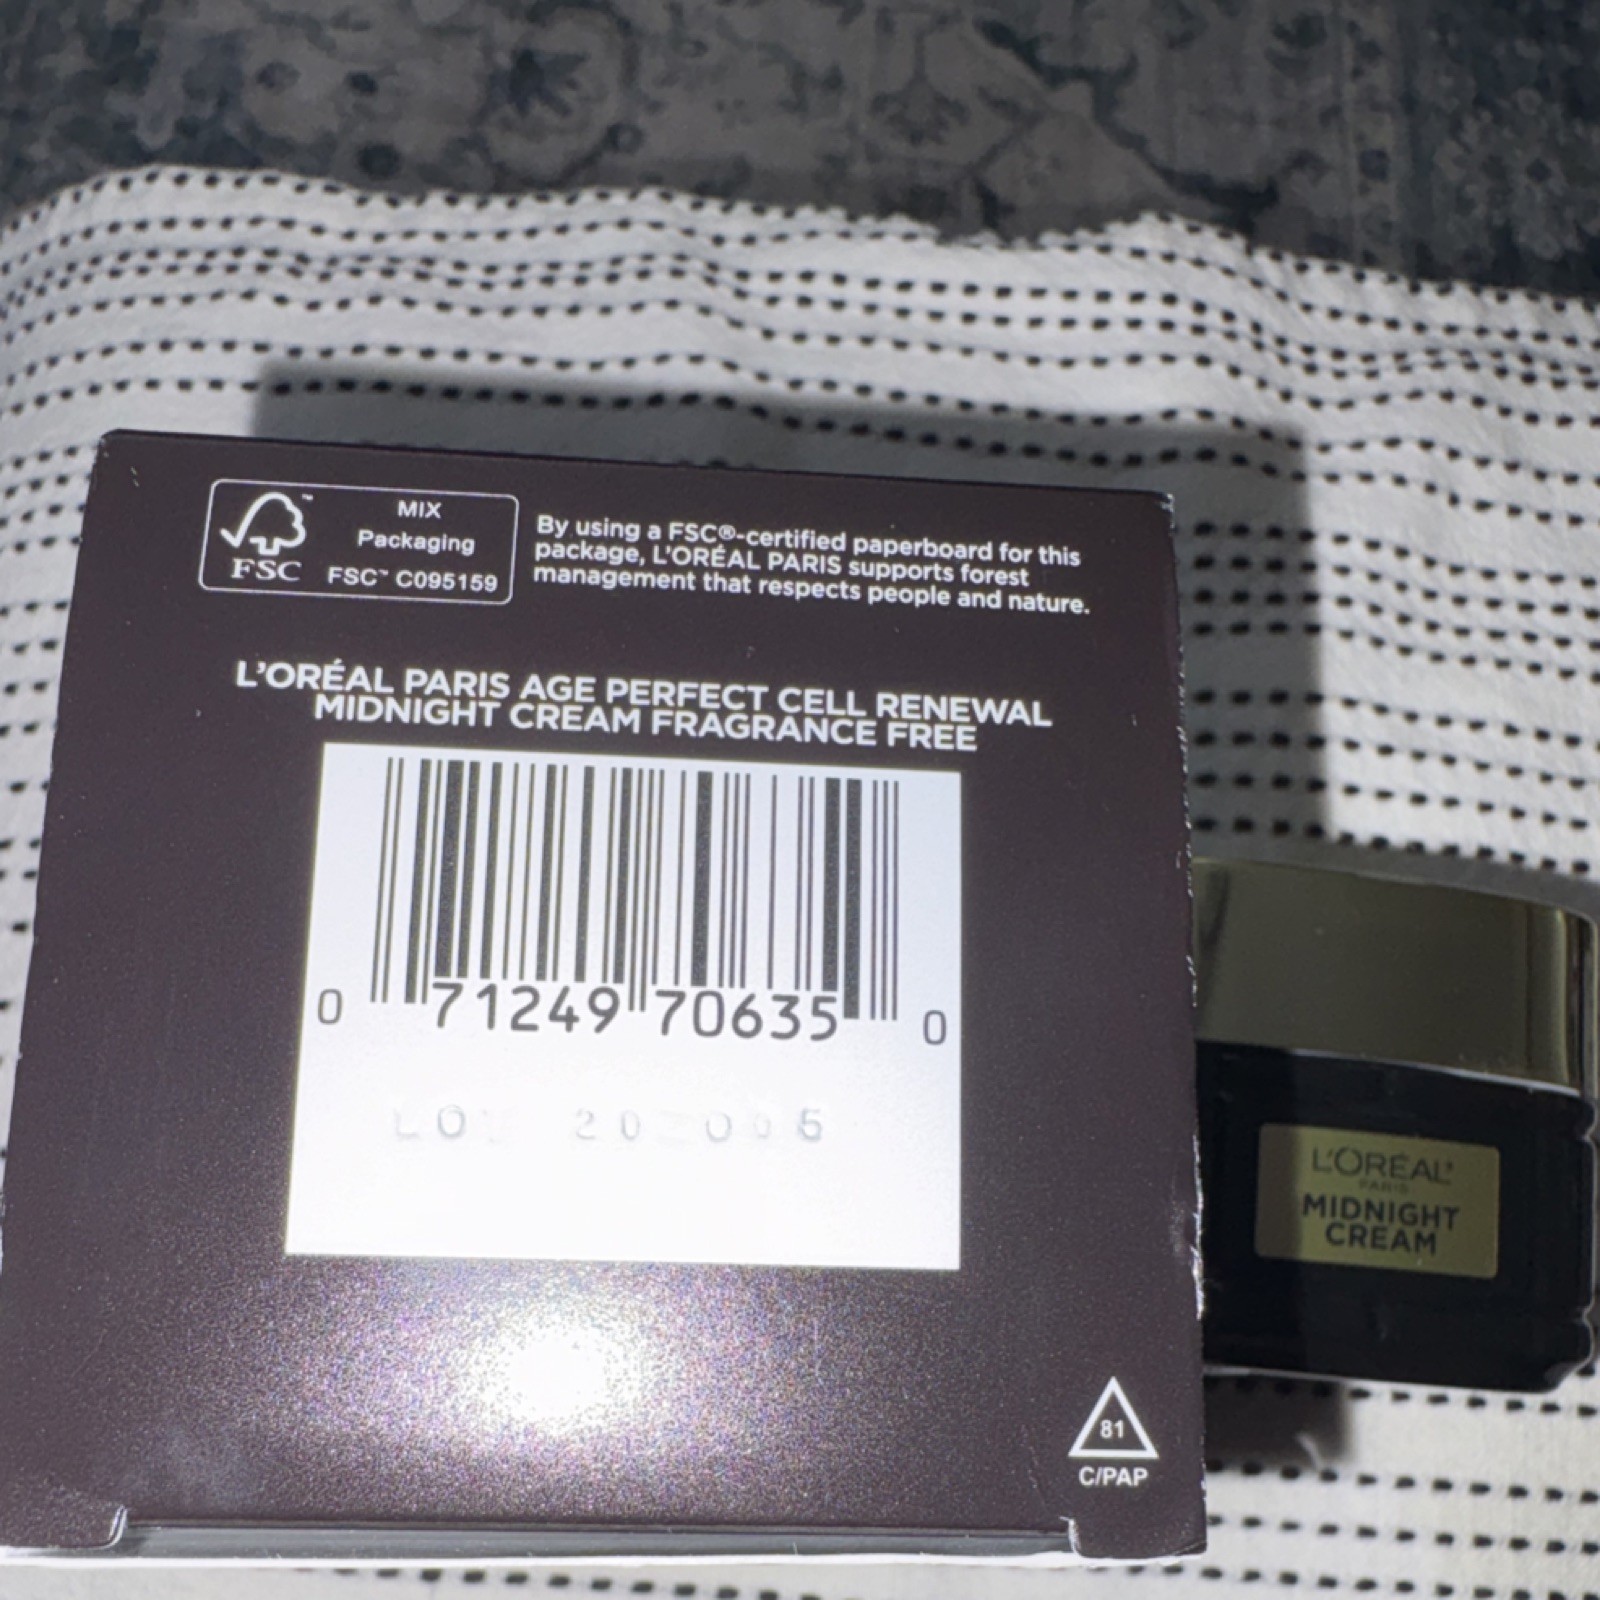 MIX
Packaging
FSC™ C095159
™
FSC
By using a FSC®-certified paperboard for this
package, L'ORÉAL PARIS supports forest
management that respects people and nature.
L'ORÉAL PARIS AGE PERFECT CELL RENEWAL
MIDNIGHT CREAM FRAGRANCE FREE
0 71249 70635 0
81
C/PAP
L'ORÉAL
PARIS
MIDNIGHT
CREAM